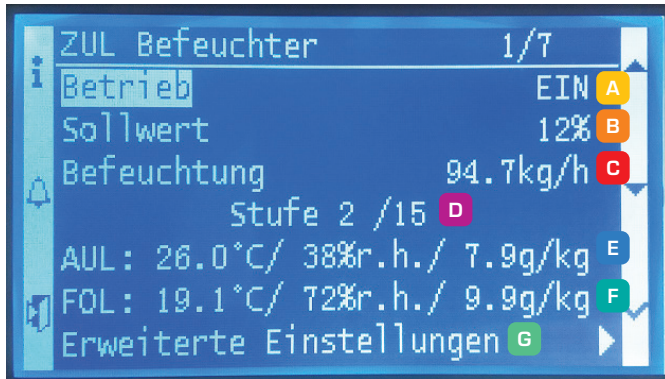 ZUL Befeuchter 1/7
Betrieb EIN A
Sollwert 12% B
Befeuchtung 94.7kg/h C
Stufe 2 /15 D
AUL: 26.0°C/ 38%r.h./ 7.9g/kg E
FOL: 19.1°C/ 72%r.h./ 9.9g/kg F
Erweiterte Einstellungen G